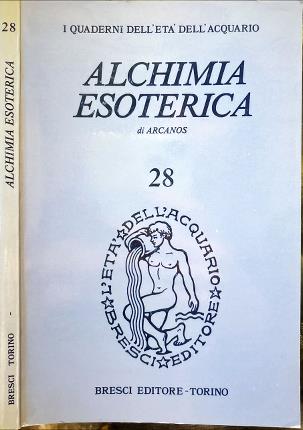 28
ALCHIMIA ESOTERICA
BRESCI TORINO -
I QUADERNI DELL'ETA' DELL'ACQUARIO
ALCHIMIA
ESOTERICA
di ARCANOS
28
L'ETÀ DELL'ACQUARIO
BRESCI EDITORE
BRESCI EDITORE - TORINO